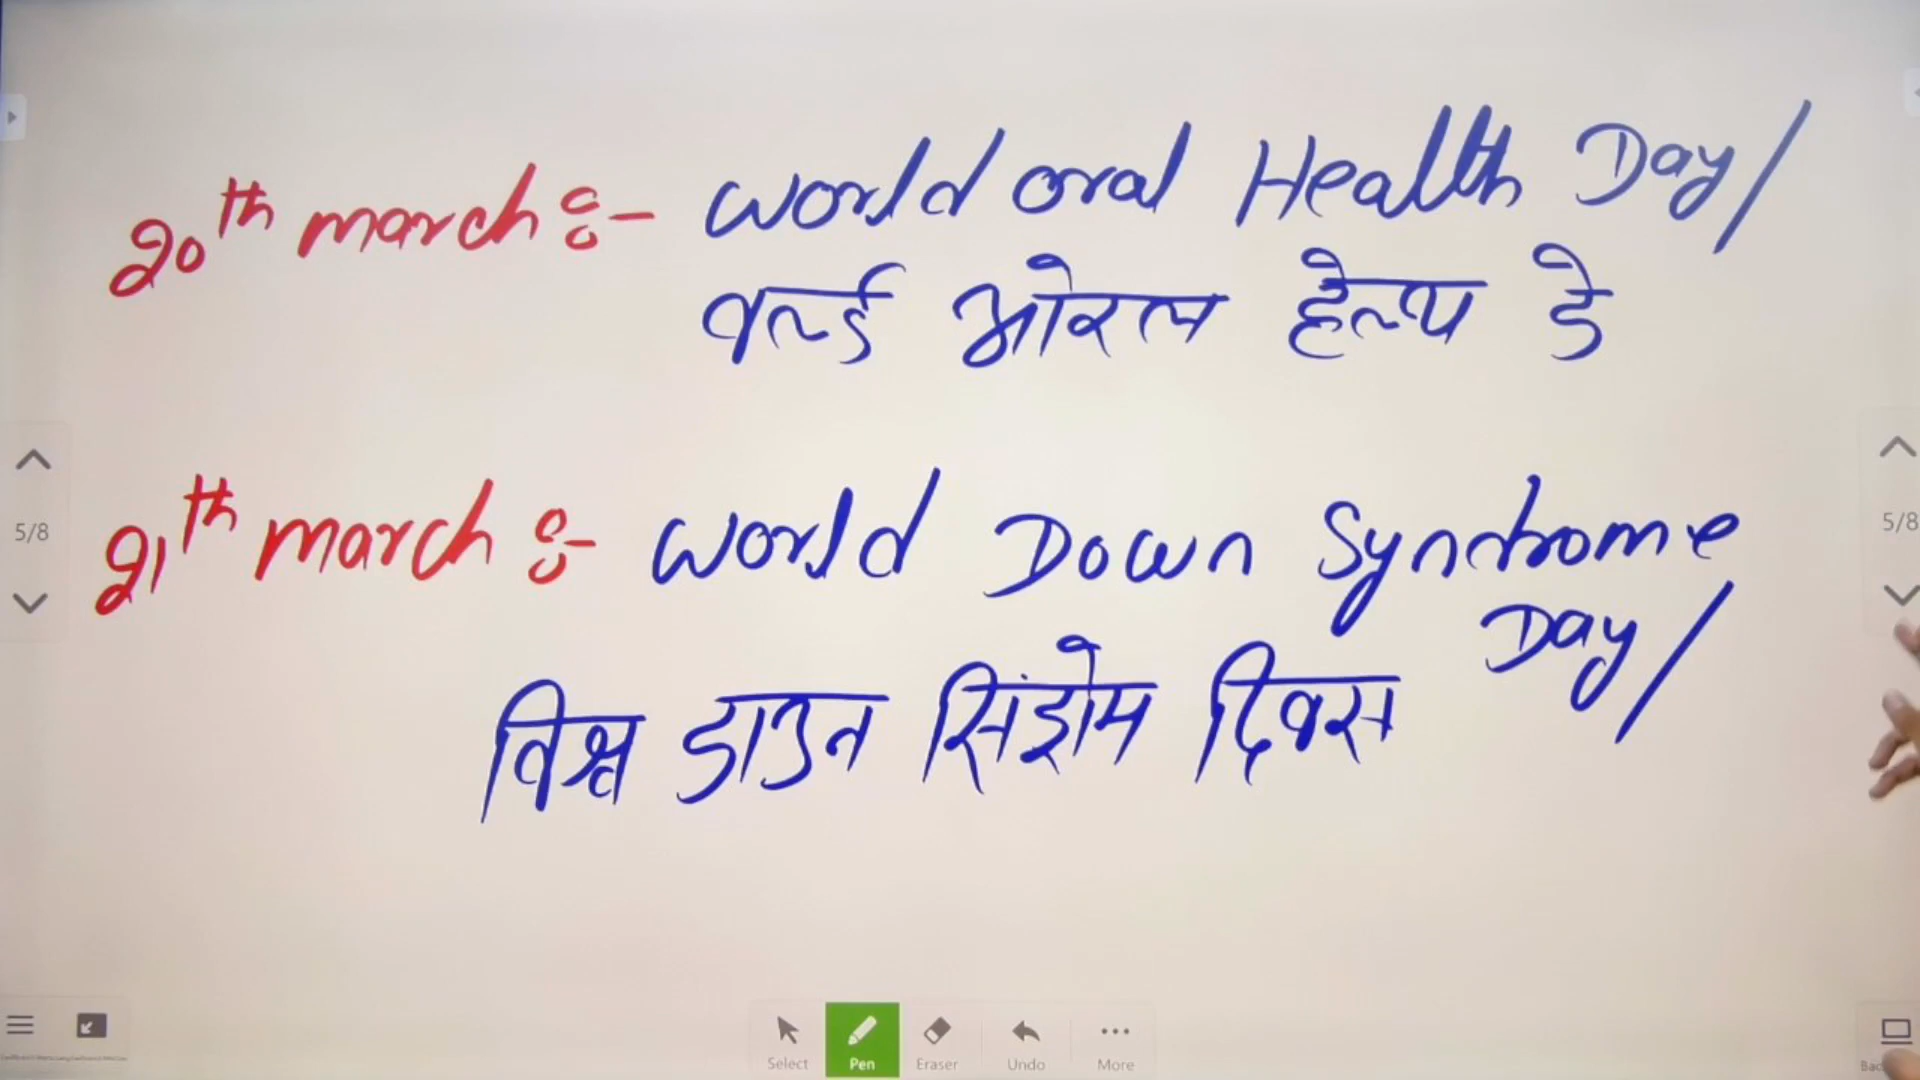 20th march :- World oral Health Day/
वर्ल्ड ओरल हेल्थ डे
21th march :- World Down Syndrome
Day/
विश्व डाउन सिंड्रोम दिवस
5/8
5/8
Select
Pen
Eraser
Undo
More